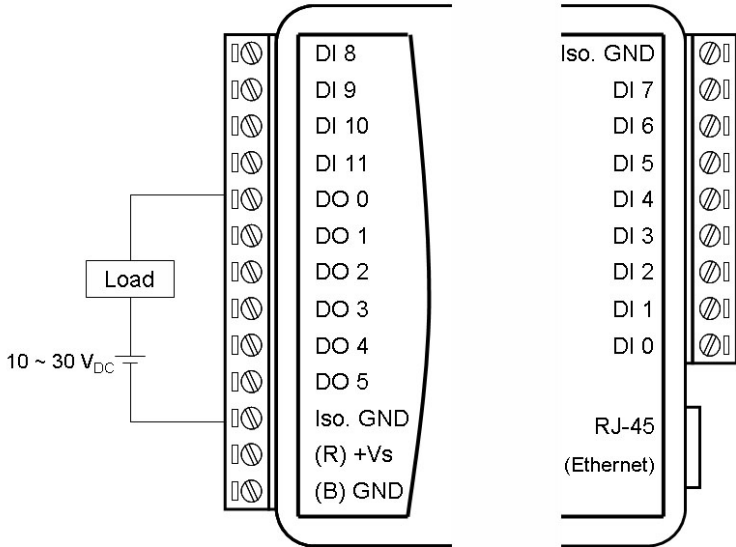 DI 8
DI 9
DI 10
DI 11
DO 0
DO 1
DO 2
DO 3
DO 4
DO 5
Iso. GND
(R) +Vs
(B) GND
Load
10 ~ 30 VDC
Iso. GND
DI 7
DI 6
DI 5
DI 4
DI 3
DI 2
DI 1
DI 0
RJ-45
(Ethernet)